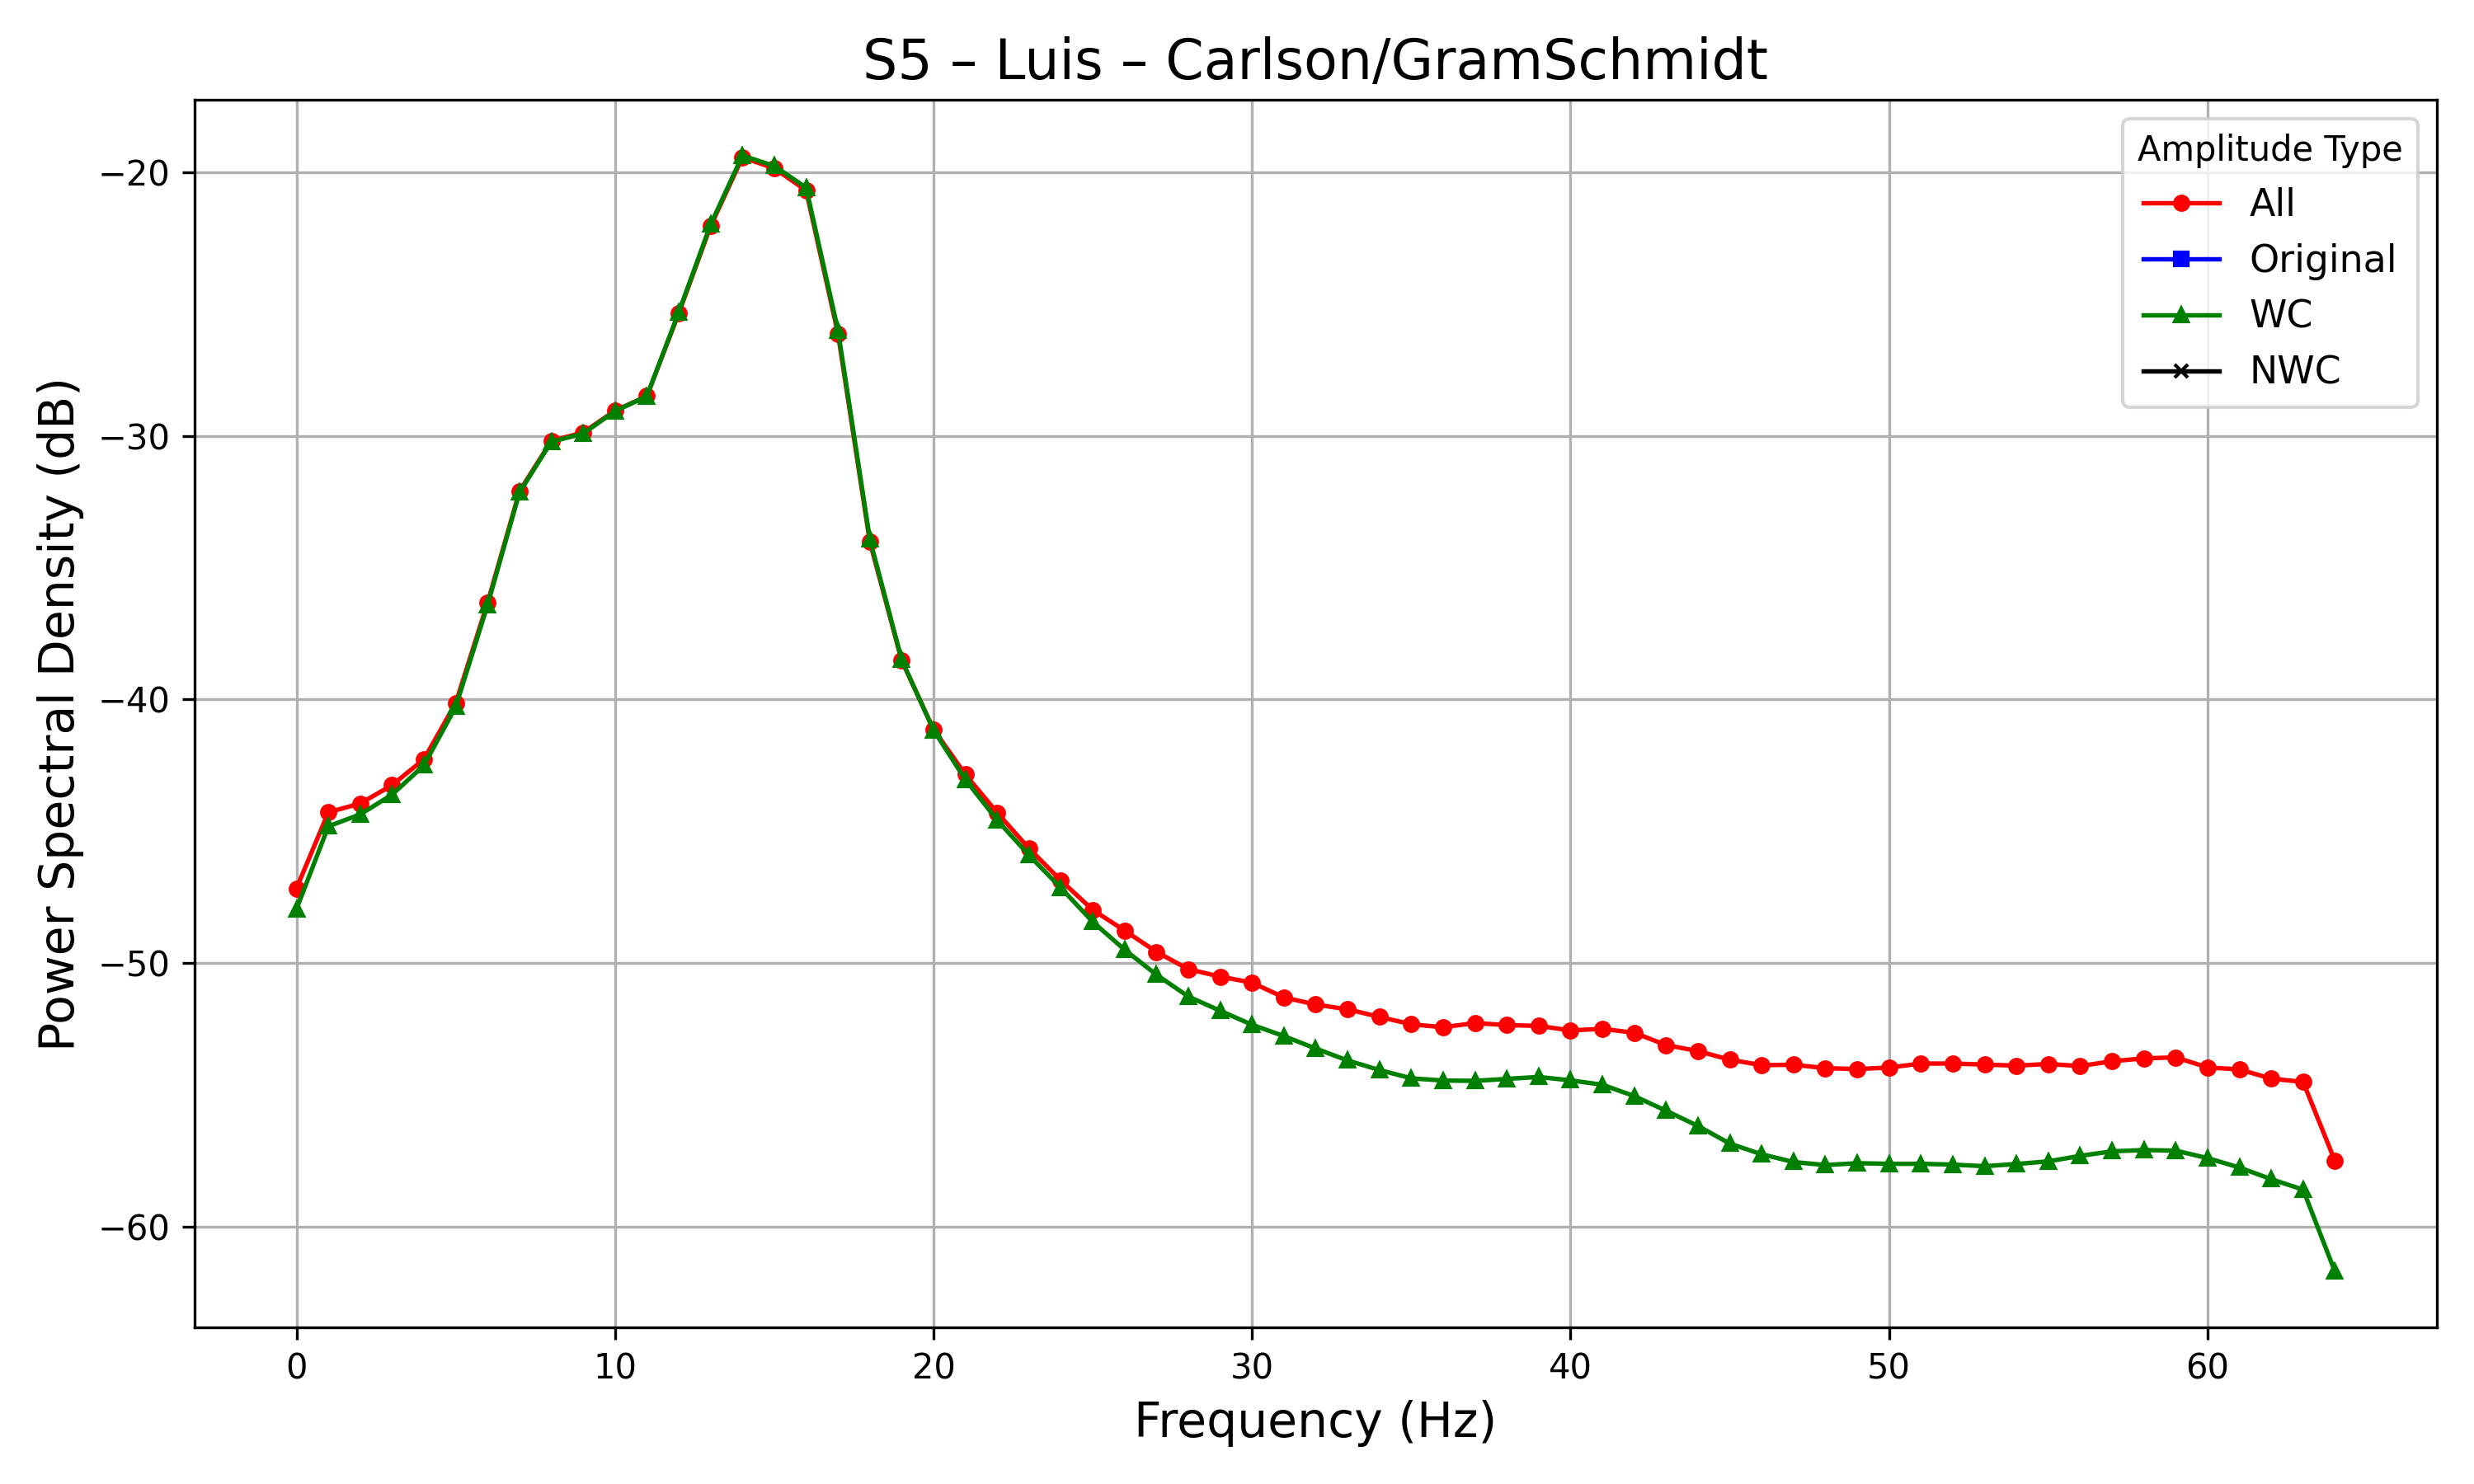 S5 – Luis – Carlson/GramSchmidt
Amplitude Type
All
Original
WC
NWC
Power Spectral Density (dB)
−20
−30
−40
−50
−60
0 10 20 30 40 50 60
Frequency (Hz)